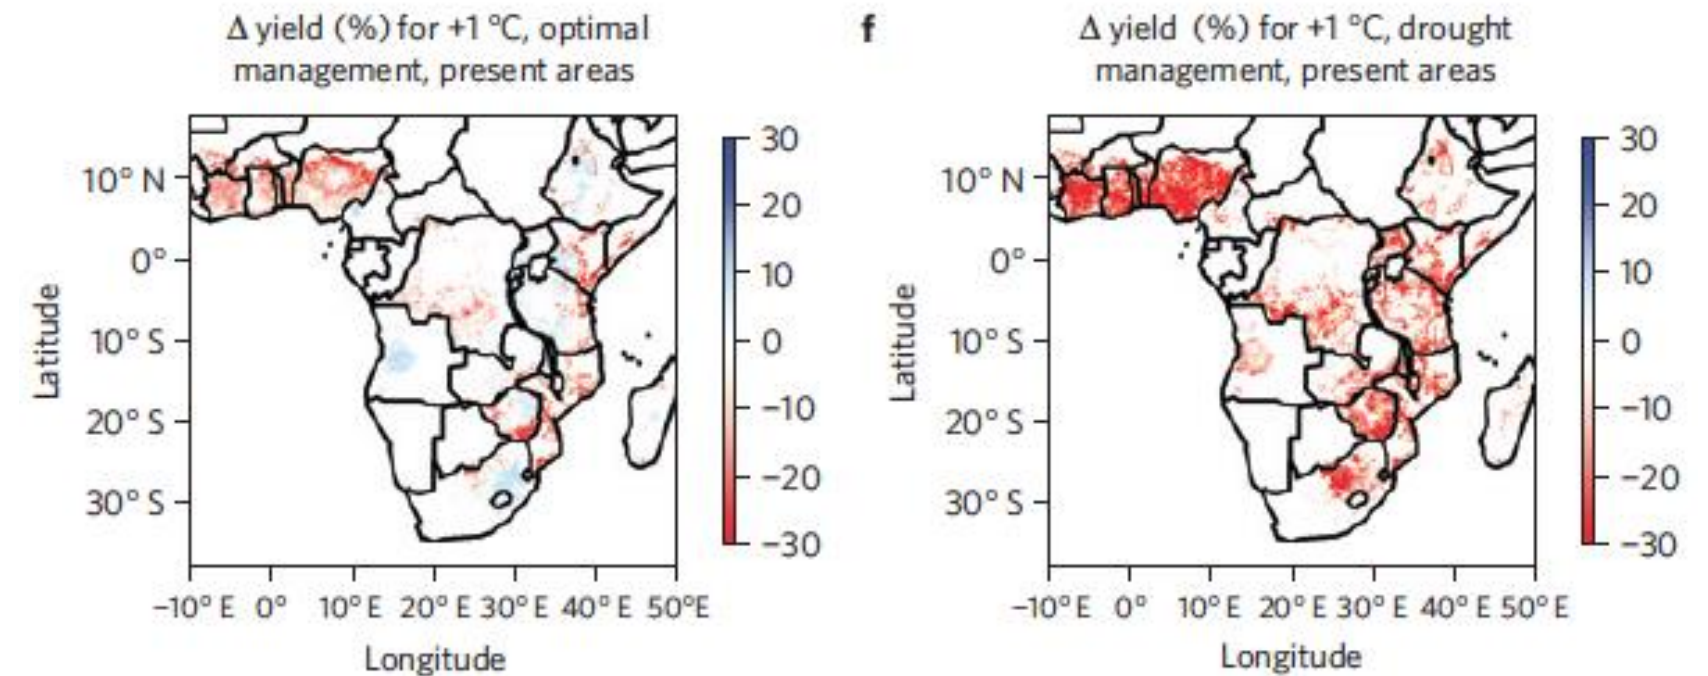 Δ yield (%) for +1 °C, optimal
management, present areas
30
20
10
0
−10
−20
−30
10° N
0°
10° S
20° S
30° S
Latitude
−10° E 0° 10° E 20° E 30° E 40° E 50° E
Longitude
f
Δ yield (%) for +1 °C, drought
management, present areas
30
20
10
0
−10
−20
−30
10° N
0°
10° S
20° S
30° S
Latitude
−10° E 0° 10° E 20° E 30° E 40° E 50° E
Longitude